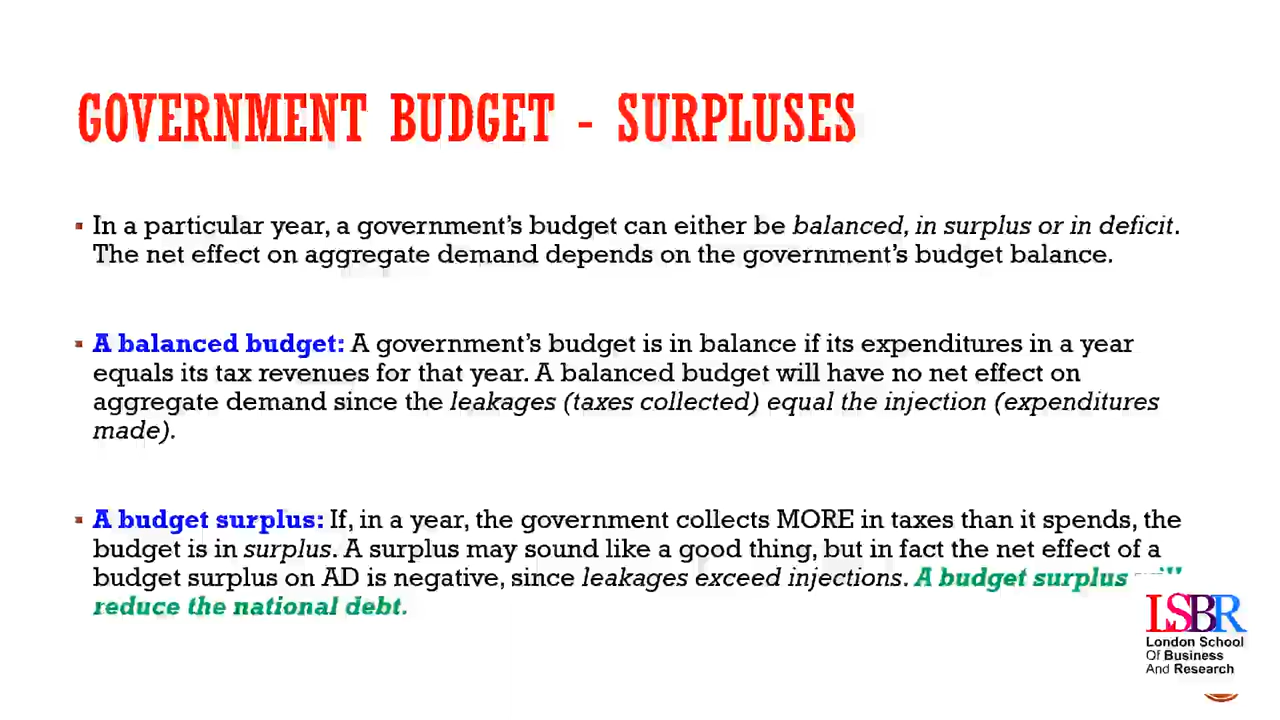 GOVERNMENT BUDGET - SURPLUSES
▪ In a particular year, a government's budget can either be balanced, in surplus or in deficit.
The net effect on aggregate demand depends on the government's budget balance.
▪ A balanced budget: A government's budget is in balance if its expenditures in a year
equals its tax revenues for that year. A balanced budget will have no net effect on
aggregate demand since the leakages (taxes collected) equal the injection (expenditures
made).
▪ A budget surplus: If, in a year, the government collects MORE in taxes than it spends, the
budget is in surplus. A surplus may sound like a good thing, but in fact the net effect of a
budget surplus on AD is negative, since leakages exceed injections. A budget surplus
reduce the national debt.
LSBR
London School
Of Business
And Research